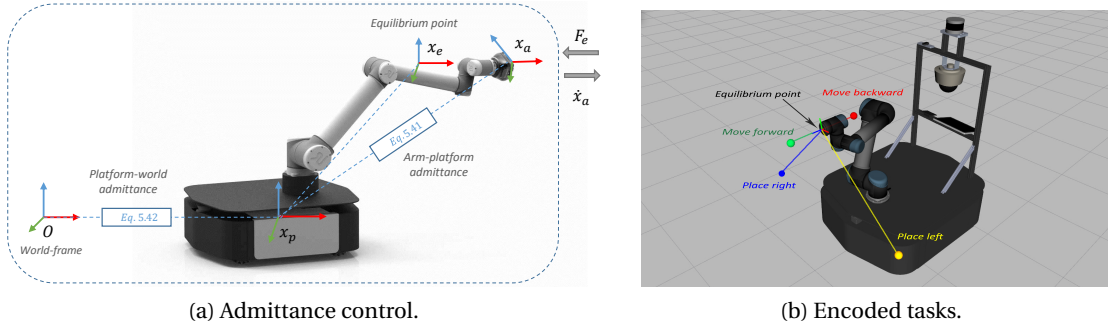 Equilibrium point
x_e
x_a
F_e
ẋ_a
Eq. 5.41
Arm-platform
admittance
Platform-world
admittance
Eq. 5.42
O
World-frame
x_p
(a) Admittance control.
Equilibrium point
Move backward
Move forward
Place right
Place left
(b) Encoded tasks.